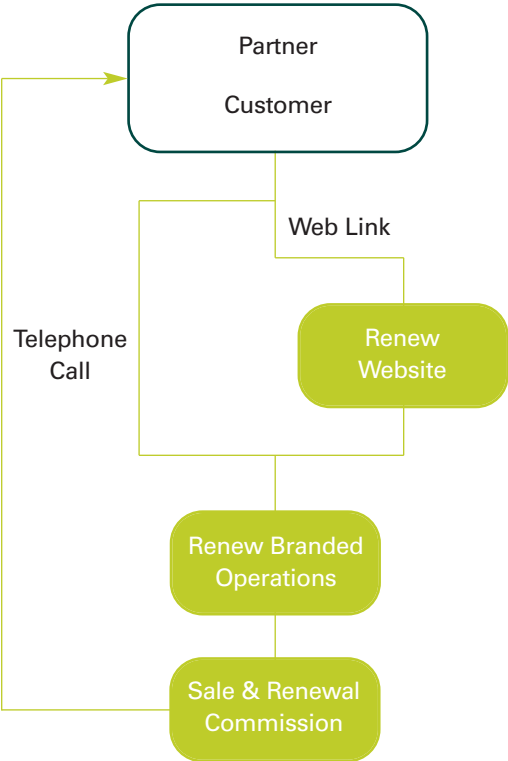 Partner
Customer
Web Link
Telephone
Call
Renew
Website
Renew Branded
Operations
Sale & Renewal
Commission